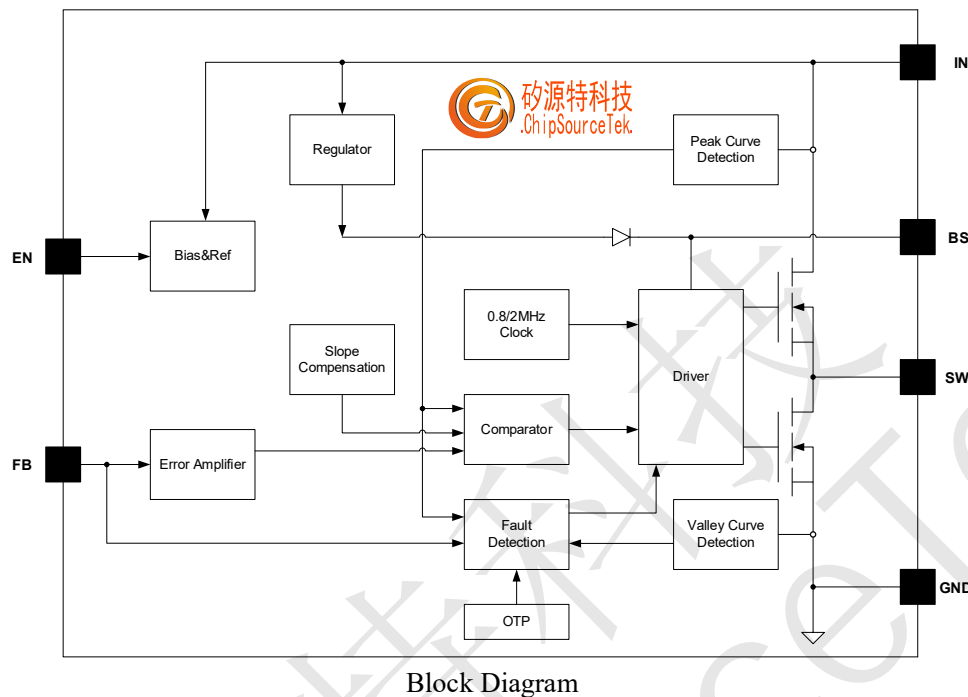 IN
矽源特科技
.ChipSourceTek.
Regulator
Peak Curve
Detection
EN
Bias&Ref
BS
0.8/2MHz
Clock
Slope
Compensation
Driver
SW
Comparator
FB
Error Amplifier
Fault
Detection
Valley Curve
Detection
GND
OTP
Block Diagram